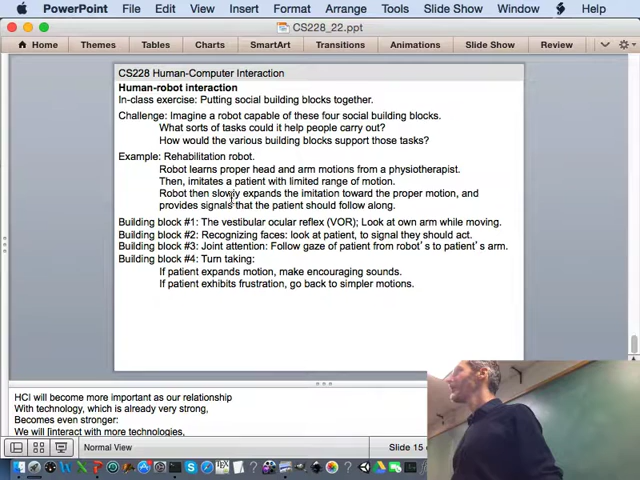 PowerPoint File Edit View Insert Format Arrange Tools Slide Show Window Help
CS228_22.ppt
Home Themes Tables Charts SmartArt Transitions Animations Slide Show Review
CS228 Human-Computer Interaction
Human-robot interaction
In-class exercise: Putting social building blocks together.
Challenge: Imagine a robot capable of these four social building blocks.
What sorts of tasks could it help people carry out?
How would the various building blocks support those tasks?
Example: Rehabilitation robot.
Robot learns proper head and arm motions from a physiotherapist.
Then, imitates a patient with limited range of motion.
Robot then slowly expands the imitation toward the proper motion, and
provides signals that the patient should follow along.
Building block #1: The vestibular ocular reflex (VOR); Look at own arm while moving.
Building block #2: Recognizing faces: look at patient, to signal they should act.
Building block #3: Joint attention: Follow gaze of patient from robot's to patient's arm.
Building block #4: Turn taking:
If patient expands motion, make encouraging sounds.
If patient exhibits frustration, go back to simpler motions.
HCI will become more important as our relationship
With technology, which is already very strong,
Becomes even stronger:
We will [interact with more technologies,
Normal View Slide 15